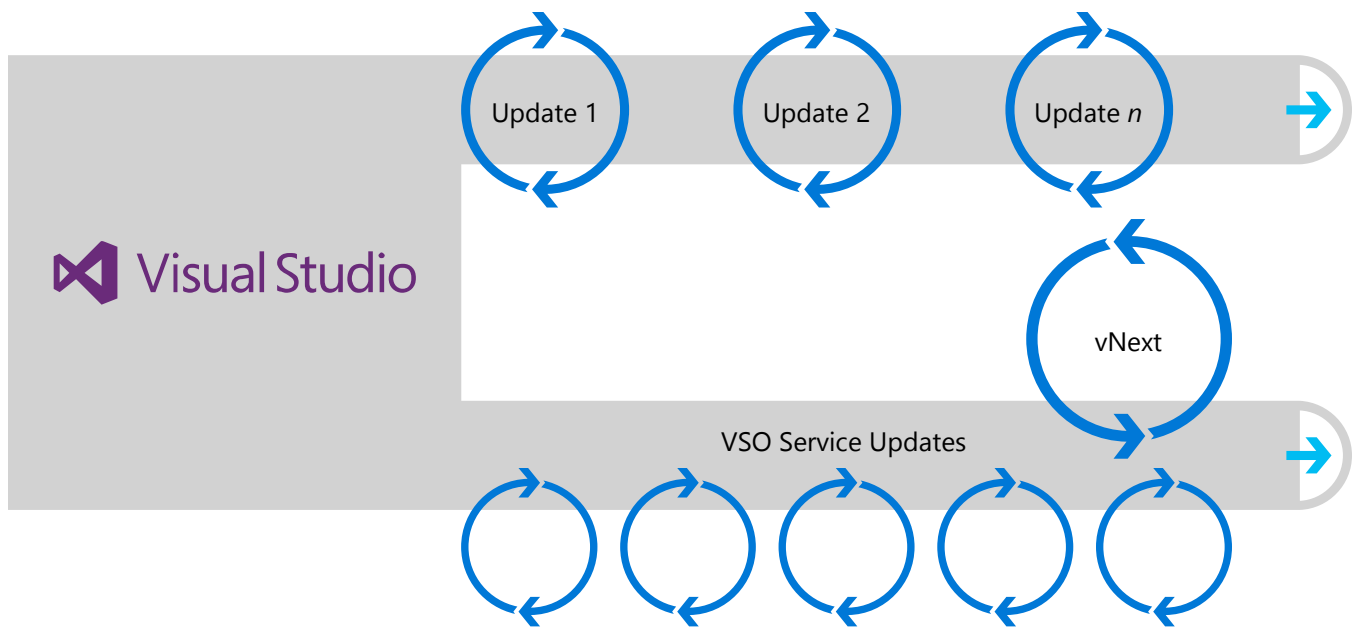 Update 1
Update 2
Update n
Visual Studio
vNext
VSO Service Updates